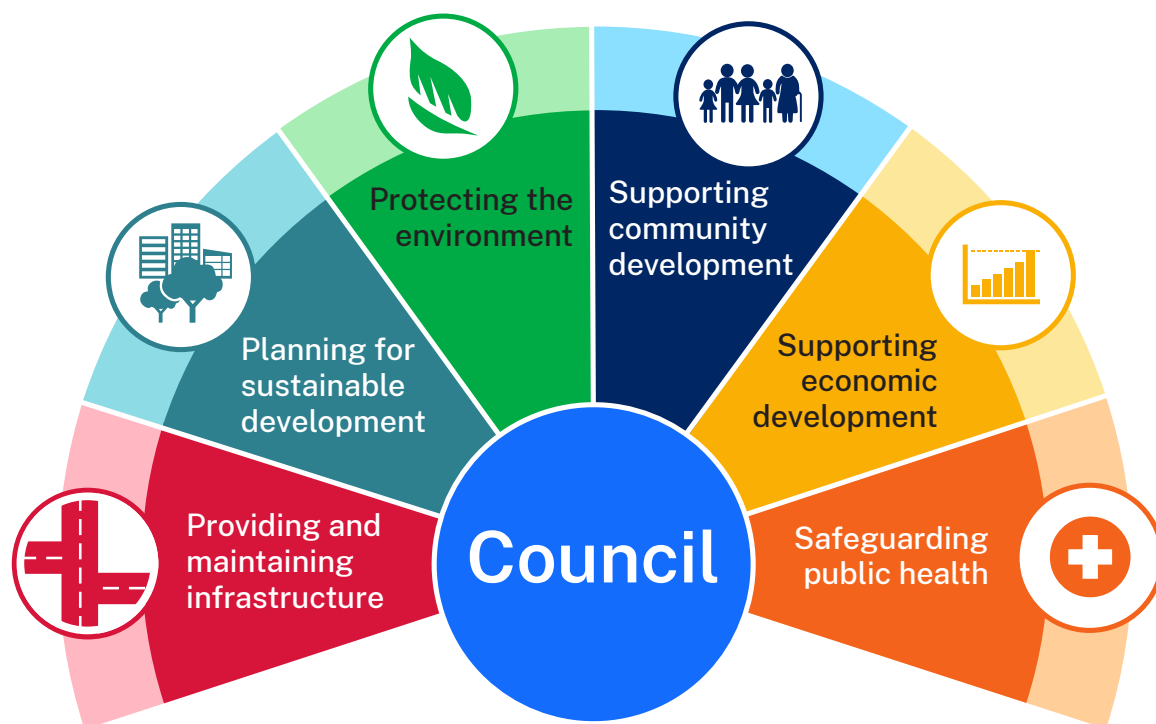 Protecting the
environment
Supporting
community
development
Planning for
sustainable
development
Supporting
economic
development
Providing and
maintaining
infrastructure
Council
Safeguarding
public health